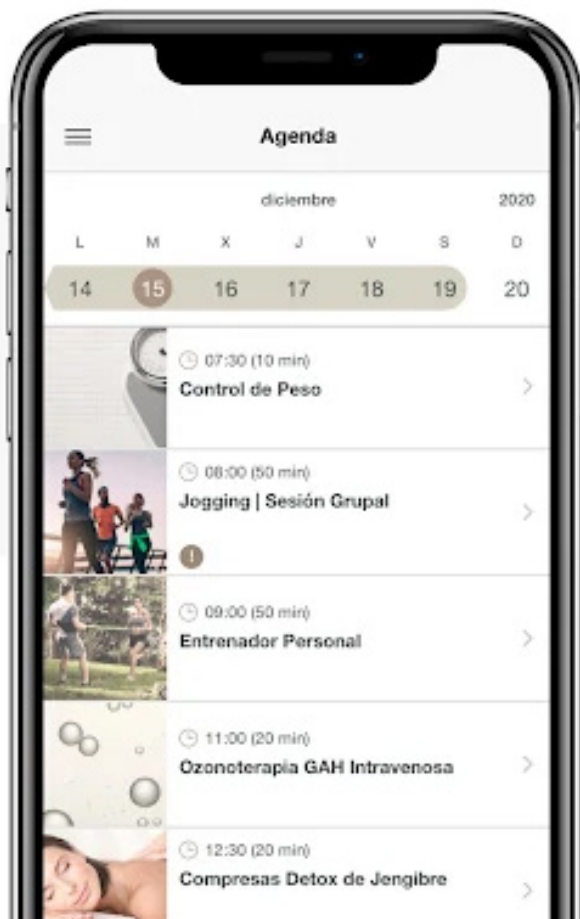 Agenda
diciembre 2020
L M X J V S D
14 15 16 17 18 19 20
07:30 (10 min)
Control de Peso
08:00 (50 min)
Jogging | Sesión Grupal
!
09:00 (50 min)
Entrenador Personal
11:00 (20 min)
Ozonoterapia GAH Intravenosa
12:30 (20 min)
Compresas Detox de Jengibre